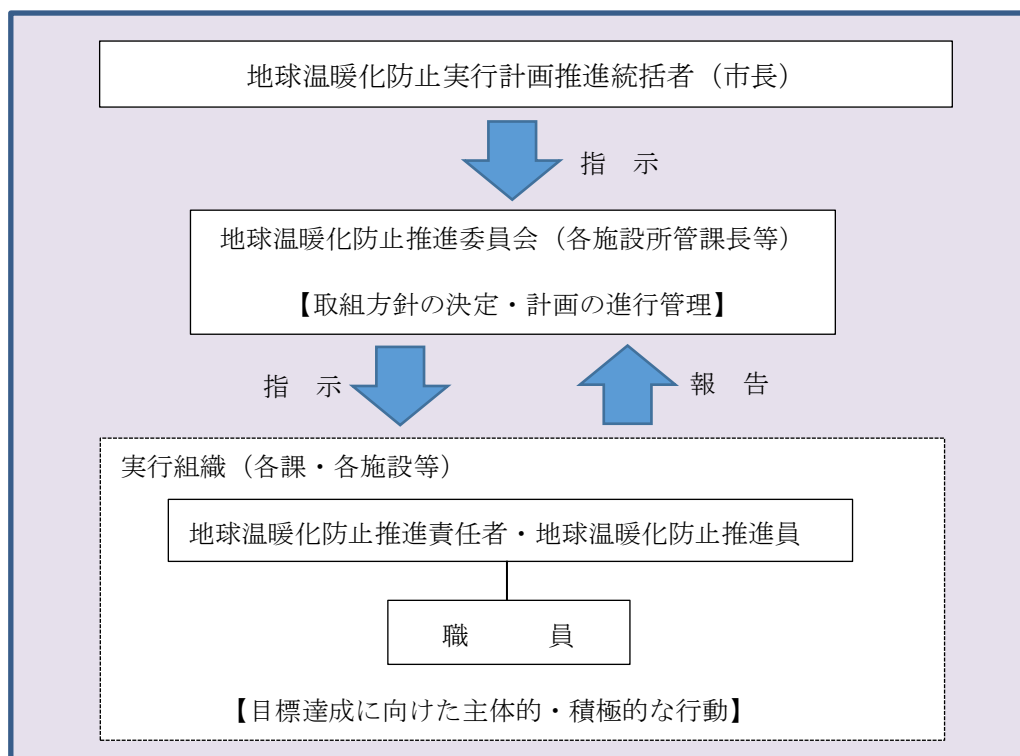 地球温暖化防止実行計画推進統括者（市長）
指　示
地球温暖化防止推進委員会（各施設所管課長等）
【取組方針の決定・計画の進行管理】
指　示
報　告
実行組織（各課・各施設等）
地球温暖化防止推進責任者・地球温暖化防止推進員
職　　　員
【目標達成に向けた主体的・積極的な行動】